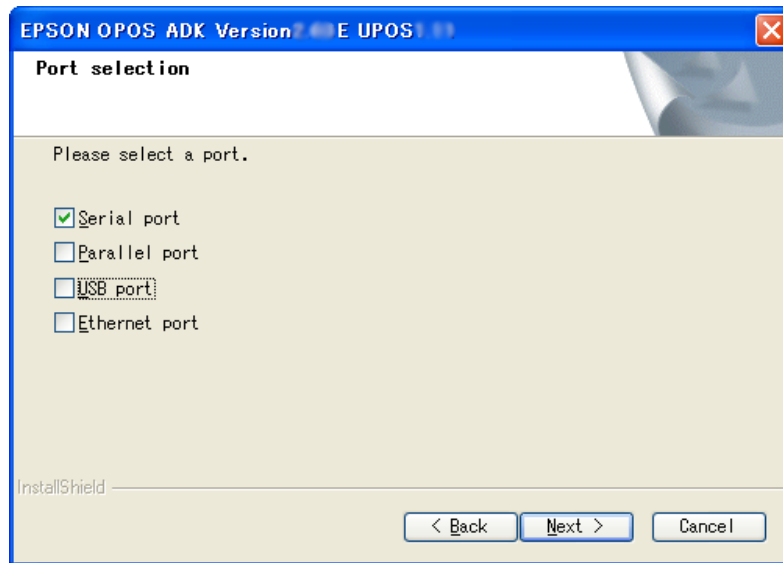 EPSON OPOS ADK Version E UPOS
Port selection
Please select a port.
Serial port
Parallel port
USB port
Ethernet port
InstallShield
< Back Next > Cancel